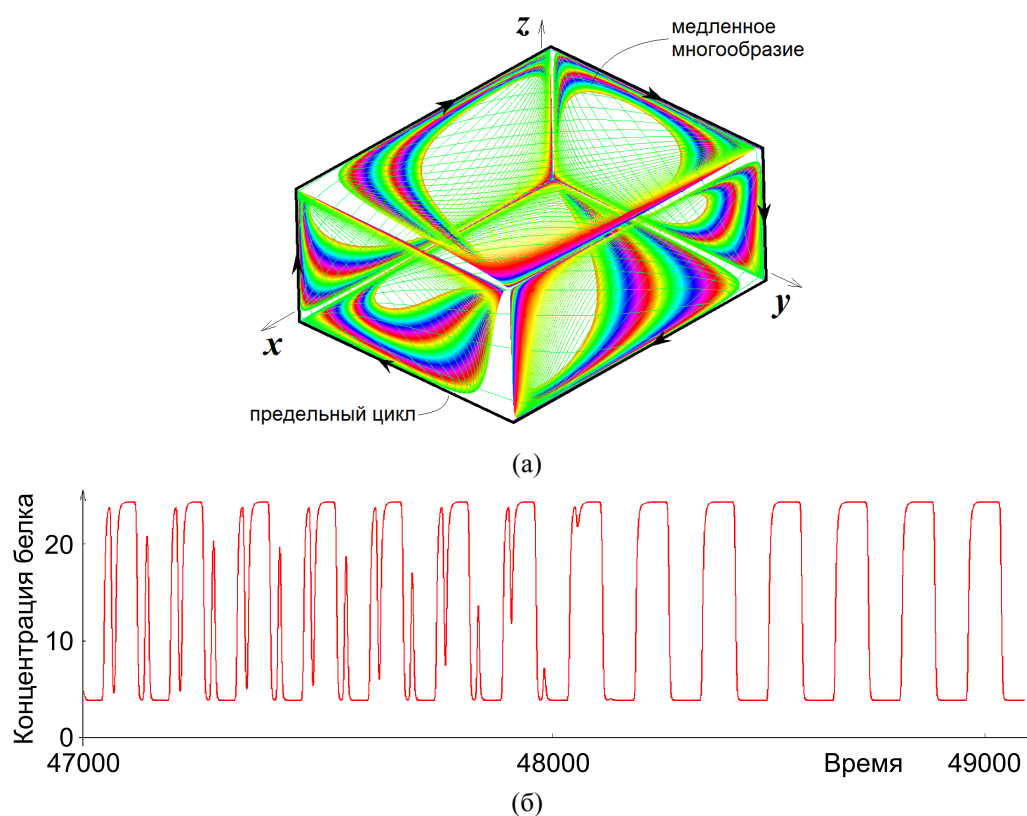 z
медленное
многообразие
y
x
предельный цикл
(а)
Концентрация белка
20
10
0
47000
48000
Время
49000
(б)